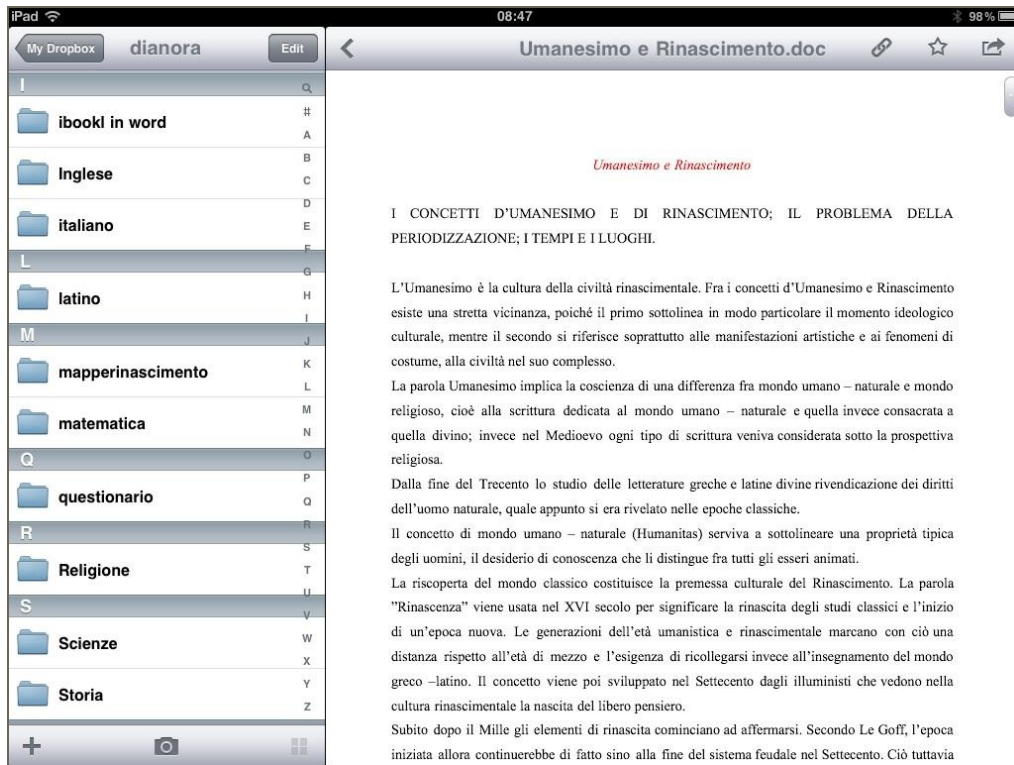 iPad 08:47 98%
My Dropbox dianora Edit
I
ibookl in word
Inglese
italiano
L
latino
M
mapperinascimento
matematica
Q
questionario
R
Religione
S
Scienze
Storia
#
A
B
C
D
E
F
G
H
I
J
K
L
M
N
O
P
Q
R
S
T
U
V
W
X
Y
Z
Umanesimo e Rinascimento.doc
Umanesimo e Rinascimento
I CONCETTI D'UMANESIMO E DI RINASCIMENTO; IL PROBLEMA DELLA
PERIODIZZAZIONE; I TEMPI E I LUOGHI.
L'Umanesimo è la cultura della civiltà rinascimentale. Fra i concetti d'Umanesimo e Rinascimento
esiste una stretta vicinanza, poiché il primo sottolinea in modo particolare il momento ideologico
culturale, mentre il secondo si riferisce soprattutto alle manifestazioni artistiche e ai fenomeni di
costume, alla civiltà nel suo complesso.
La parola Umanesimo implica la coscienza di una differenza fra mondo umano – naturale e mondo
religioso, cioè alla scrittura dedicata al mondo umano – naturale e quella invece consacrata a
quella divino; invece nel Medioevo ogni tipo di scrittura veniva considerata sotto la prospettiva
religiosa.
Dalla fine del Trecento lo studio delle letterature greche e latine divine rivendicazione dei diritti
dell'uomo naturale, quale appunto si era rivelato nelle epoche classiche.
Il concetto di mondo umano – naturale (Humanitas) serviva a sottolineare una proprietà tipica
degli uomini, il desiderio di conoscenza che li distingue fra tutti gli esseri animati.
La riscoperta del mondo classico costituisce la premessa culturale del Rinascimento. La parola
"Rinascenza" viene usata nel XVI secolo per significare la rinascita degli studi classici e l'inizio
di un'epoca nuova. Le generazioni dell'età umanistica e rinascimentale marcano con ciò una
distanza rispetto all'età di mezzo e l'esigenza di ricollegarsi invece all'insegnamento del mondo
greco –latino. Il concetto viene poi sviluppato nel Settecento dagli illuministi che vedono nella
cultura rinascimentale la nascita del libero pensiero.
Subito dopo il Mille gli elementi di rinascita cominciano ad affermarsi. Secondo Le Goff, l'epoca
iniziata allora continuerebbe di fatto sino alla fine del sistema feudale nel Settecento. Ciò tuttavia